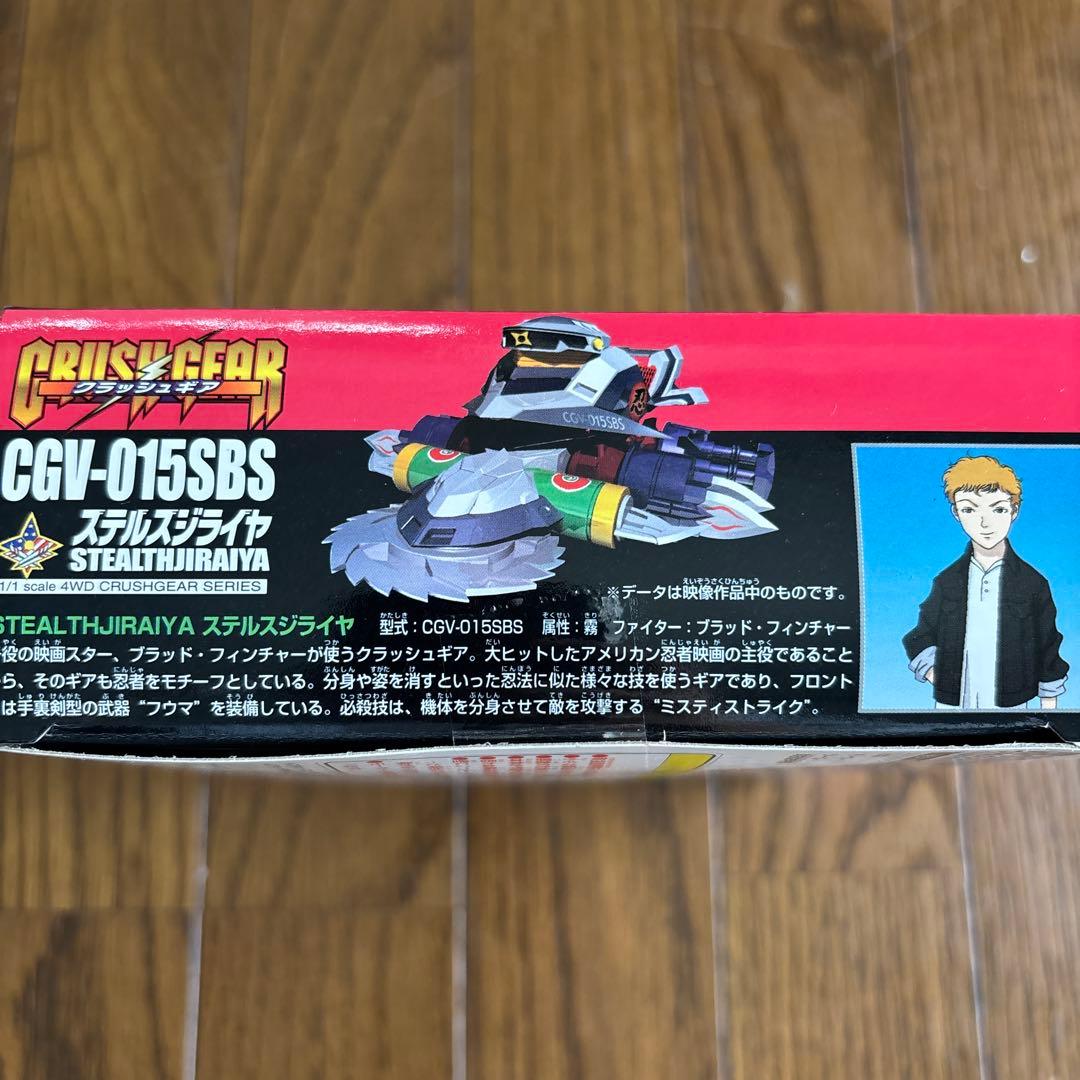 CRUSH GEAR
クラッシュギア
CGV-015SBS
ステルスジライヤ
STEALTHJIRAIYA
1/1 scale 4WD CRUSHGEAR SERIES
CGV-015SBS
※データは映像作品中のものです。
STEALTHJIRAIYA ステルスジライヤ 型式:CGV-015SBS 属性:霧 ファイター:ブラッド・フィンチャー
役の映画スター、ブラッド・フィンチャーが使うクラッシュギア。大ヒットしたアメリカン忍者映画の主役であること
ら、そのギアも忍者をモチーフとしている。分身や姿を消すといった忍法に似た様々な技を使うギアであり、フロント
は手裏剣型の武器“フウマ”を装備している。必殺技は、機体を分身させて敵を攻撃する“ミスティストライク”。